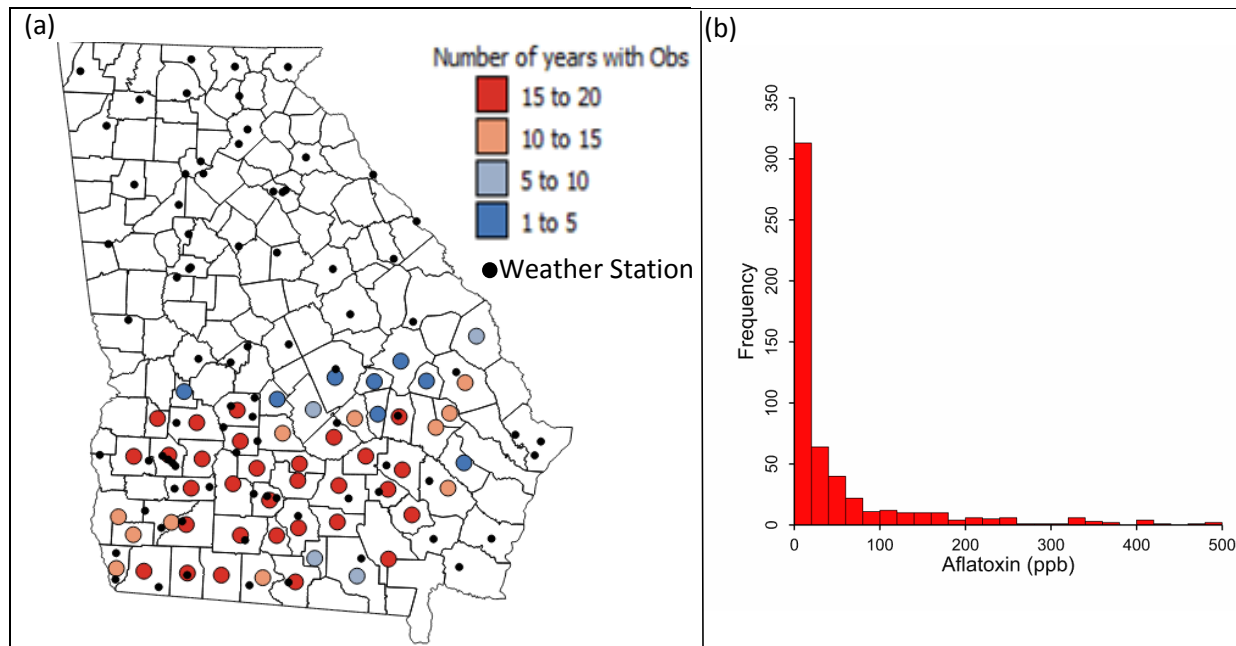 (a)
Number of years with Obs
15 to 20
10 to 15
5 to 10
1 to 5
Weather Station
(b)
350
300
250
200
150
100
50
0
Frequency
0 100 200 300 400 500
Aflatoxin (ppb)